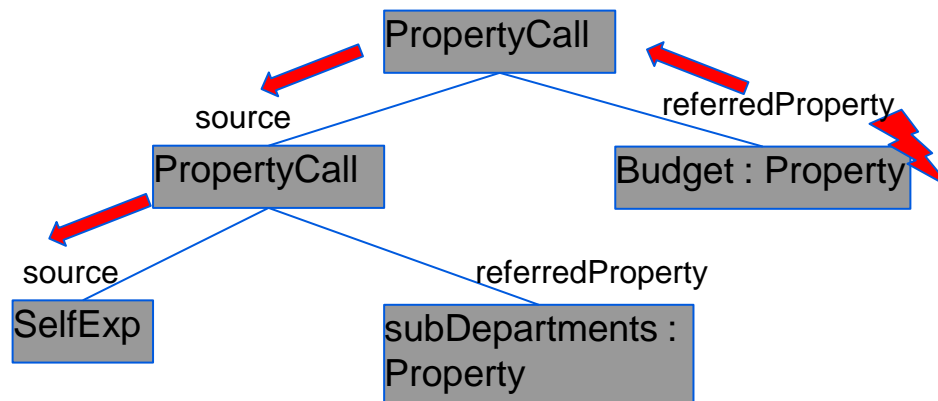 PropertyCall
source
referredProperty
PropertyCall
Budget : Property
source
referredProperty
SelfExp
subDepartments :
Property